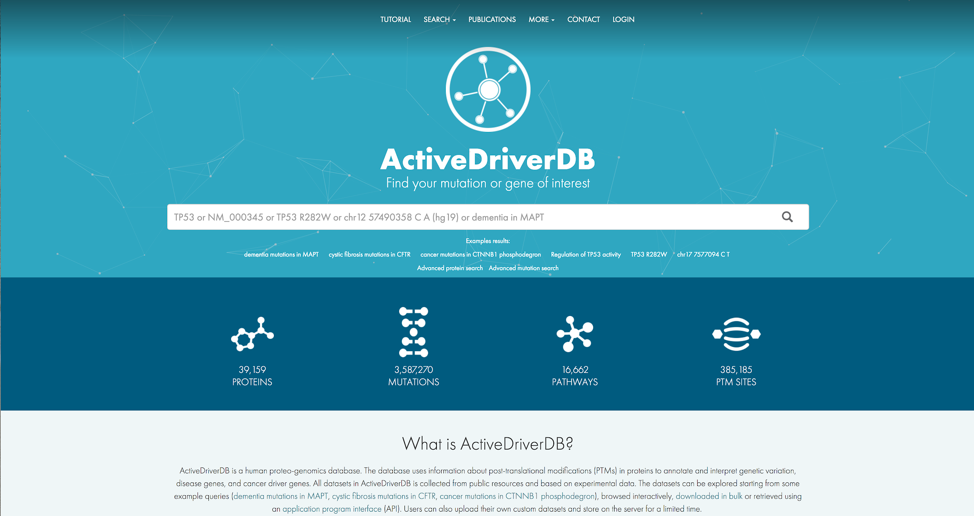 TUTORIAL SEARCH PUBLICATIONS MORE CONTACT LOGIN
ActiveDriverDB
Find your mutation or gene of interest
TP53 or NM_000345 or TP53 R282W or chr12 57490358 C A (hg19) or dementia in MAPT
Examples results:
dementia mutations in MAPT cystic fibrosis mutations in CFTR cancer mutations in CTNNB1 phosphodegron Regulation of TP53 activity TP53 R282W chr17 7577094 C T
Advanced protein search Advanced mutation search
39,159 3,587,270 16,662 385,185
PROTEINS MUTATIONS PATHWAYS PTM SITES
What is ActiveDriverDB?
ActiveDriverDB is a human proteo-genomics database. The database uses information about post-translational modifications (PTMs) in proteins to annotate and interpret genetic variation,
disease genes, and cancer driver genes. All datasets in ActiveDriverDB is collected from public resources and based on experimental data. The datasets can be explored starting from some
example queries (dementia mutations in MAPT, cystic fibrosis mutations in CFTR, cancer mutations in CTNNB1 phosphodegron), browsed interactively, downloaded in bulk or retrieved using
an application program interface (API). Users can also upload their own custom datasets and store on the server for a limited time.